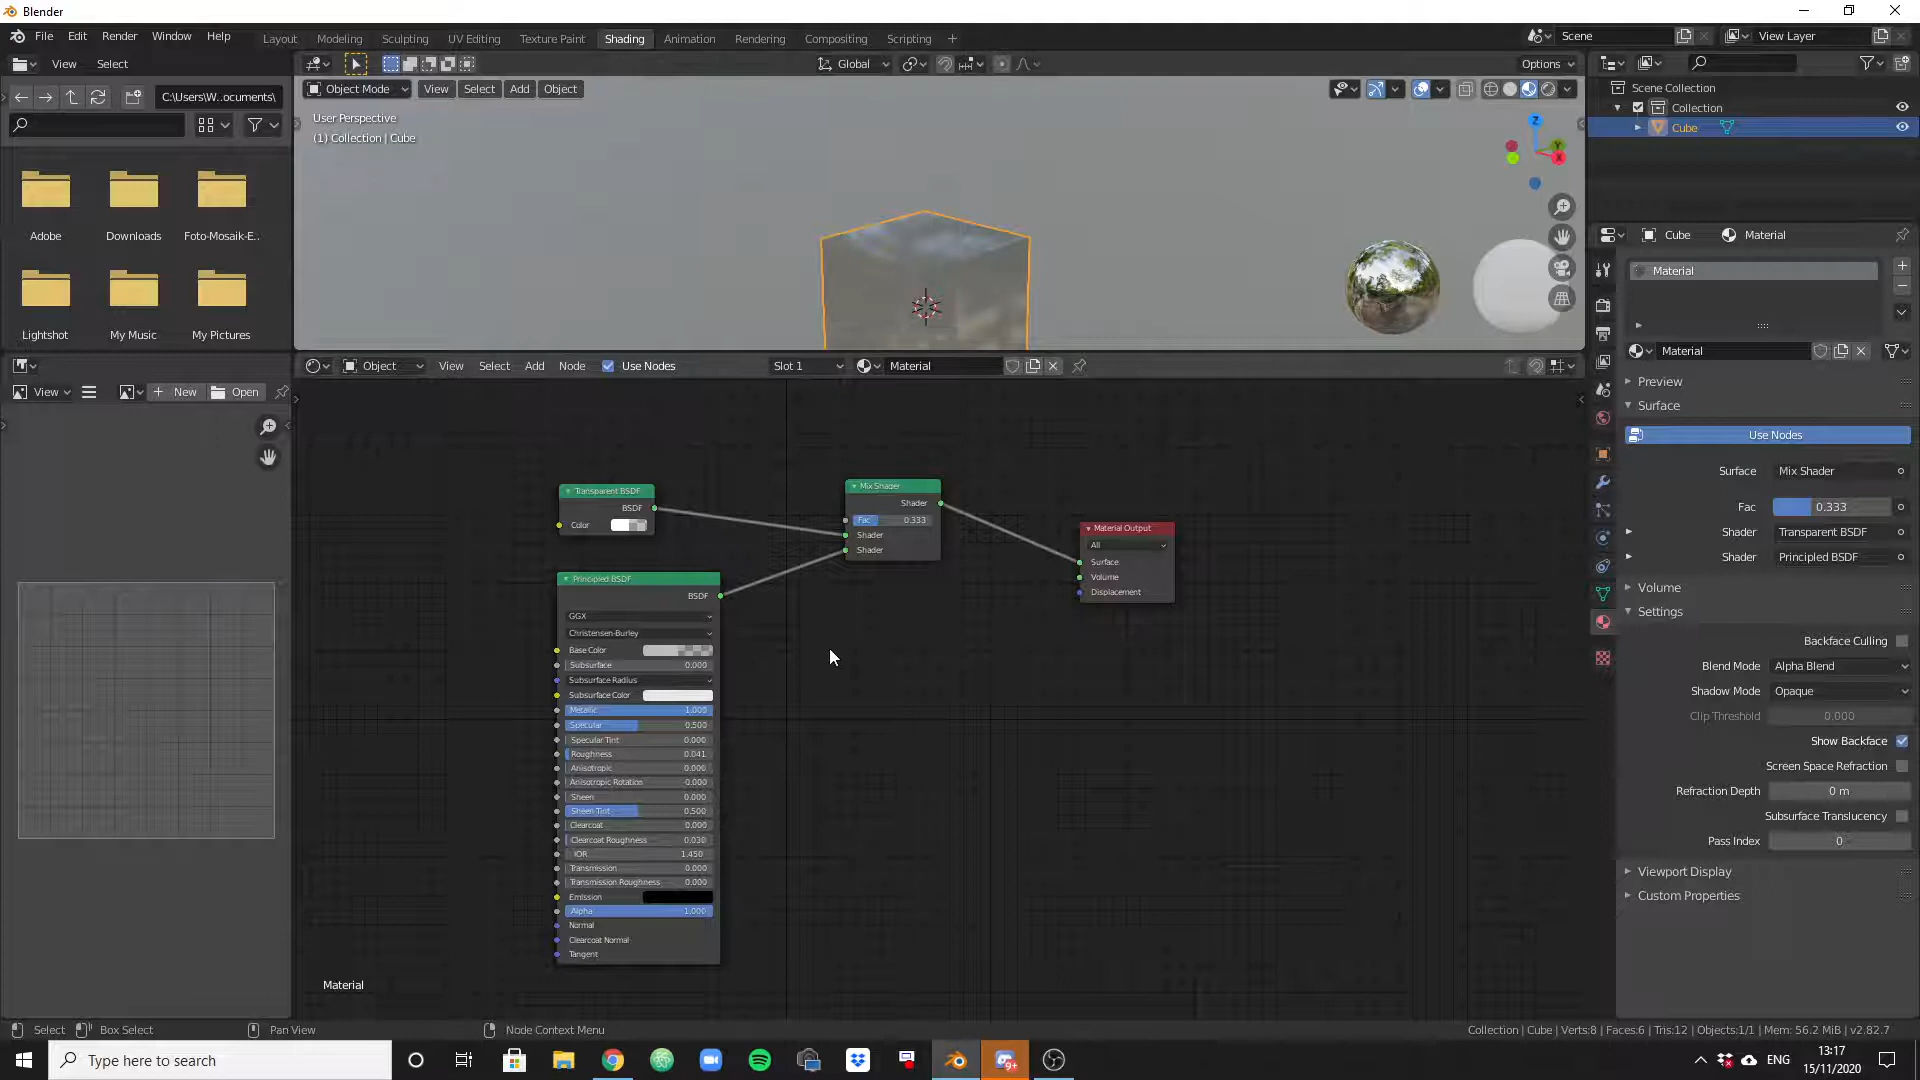 Blender
File Edit Render Window Help
Layout Modeling Sculpting UV Editing Texture Paint Shading Animation Rendering Compositing Scripting +
Scene
View Layer
View Select
Global
Options
C:\Users\W..ocuments\
Object Mode View Select Add Object
User Perspective
(1) Collection | Cube
Z
Y
X
Adobe
Downloads
Foto-Mosaik-E..
Lightshot
My Music
My Pictures
Scene Collection
Collection
Cube
Cube
Material
Material
Material
Preview
Surface
Use Nodes
Surface Mix Shader
Fac 0.333
Shader Transparent BSDF
Shader Principled BSDF
Volume
Settings
Backface Culling
Blend Mode Alpha Blend
Shadow Mode Opaque
Clip Threshold 0.000
Show Backface
Screen Space Refraction
Refraction Depth 0 m
Subsurface Translucency
Pass Index 0
Viewport Display
Custom Properties
Object View Select Add Node Use Nodes
Slot 1
Material
View
New
Open
Transparent BSDF
BSDF
Color
Mix Shader
Shader
Fac 0.333
Shader
Shader
Material Output
All
Surface
Volume
Displacement
Principled BSDF
BSDF
GGX
Christensen-Burley
Base Color
Subsurface 0.000
Subsurface Radius
Subsurface Color
Metallic 1.000
Specular 0.500
Specular Tint 0.000
Roughness 0.041
Anisotropic 0.000
Anisotropic Rotation 0.000
Sheen 0.000
Sheen Tint 0.500
Clearcoat 0.000
Clearcoat Roughness 0.030
IOR 1.450
Transmission 0.000
Transmission Roughness 0.000
Emission
Alpha 1.000
Normal
Clearcoat Normal
Tangent
Material
Select
Box Select
Pan View
Node Context Menu
Collection | Cube | Verts:8 | Faces:6 | Tris:12 | Objects:1/1 | Mem: 56.2 MiB | v2.82.7
Type here to search
9+
ENG
13:17
15/11/2020